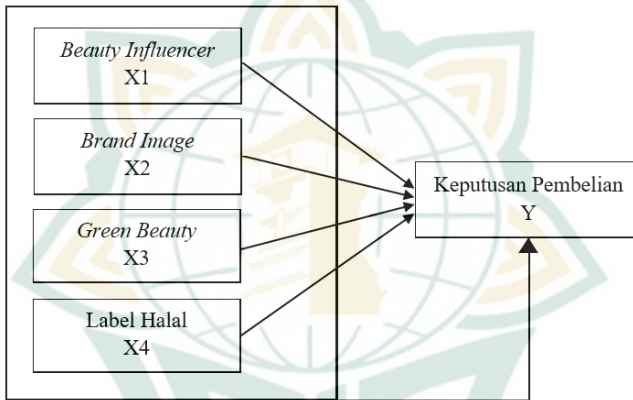 Beauty Influencer
X1
Brand Image
X2
Green Beauty
X3
Label Halal
X4
Keputusan Pembelian
Y